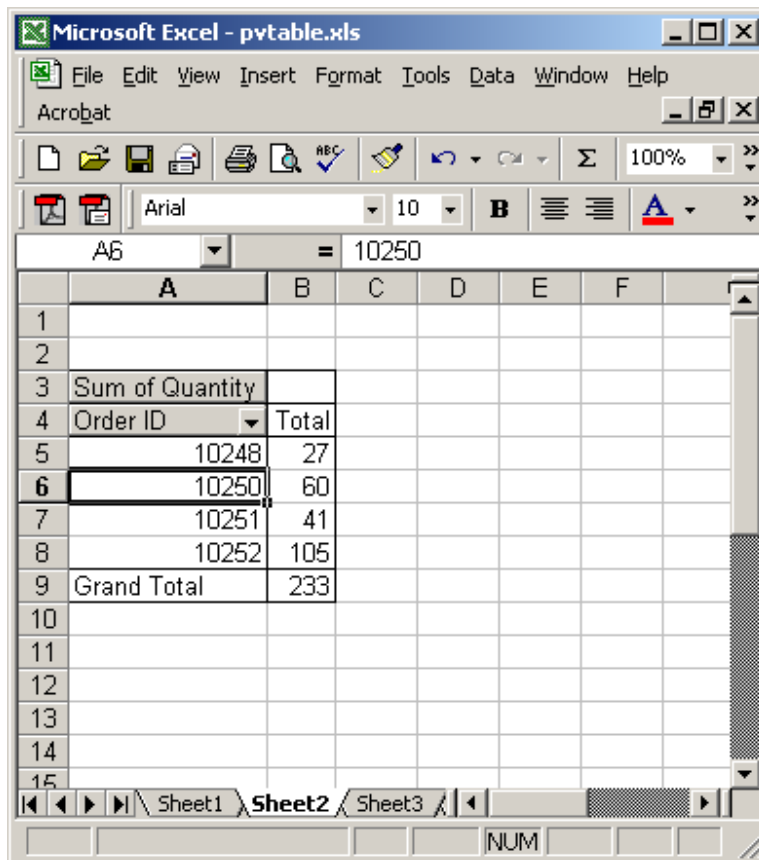 Microsoft Excel - pvtable.xls
File Edit View Insert Format Tools Data Window Help
Acrobat
ABC Σ 100% »
Arial 10 B A »
A6 = 10250
A B C D E F
1
2
3 Sum of Quantity
4 Order ID Total
5 10248 27
6 10250 60
7 10251 41
8 10252 105
9 Grand Total 233
10
11
12
13
14
15
Sheet1 Sheet2 Sheet3
NUM